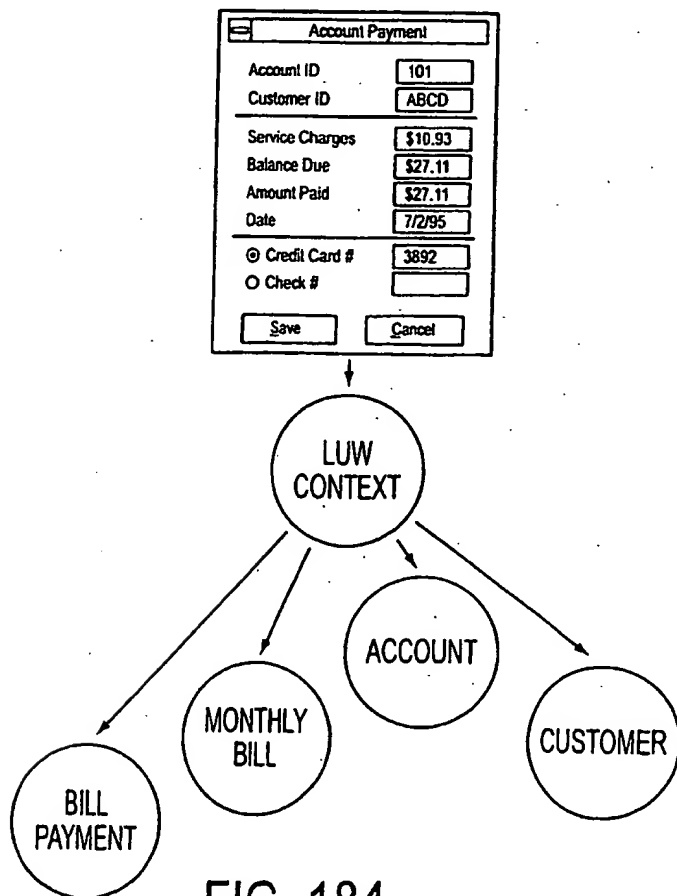 Account Payment
Account ID 101
Customer ID ABCD
Service Charges $10.93
Balance Due $27.11
Amount Paid $27.11
Date 7/2/95
Credit Card # 3892
Check #
Save Cancel
LUW
CONTEXT
ACCOUNT
MONTHLY
BILL
CUSTOMER
BILL
PAYMENT
FIG. 184